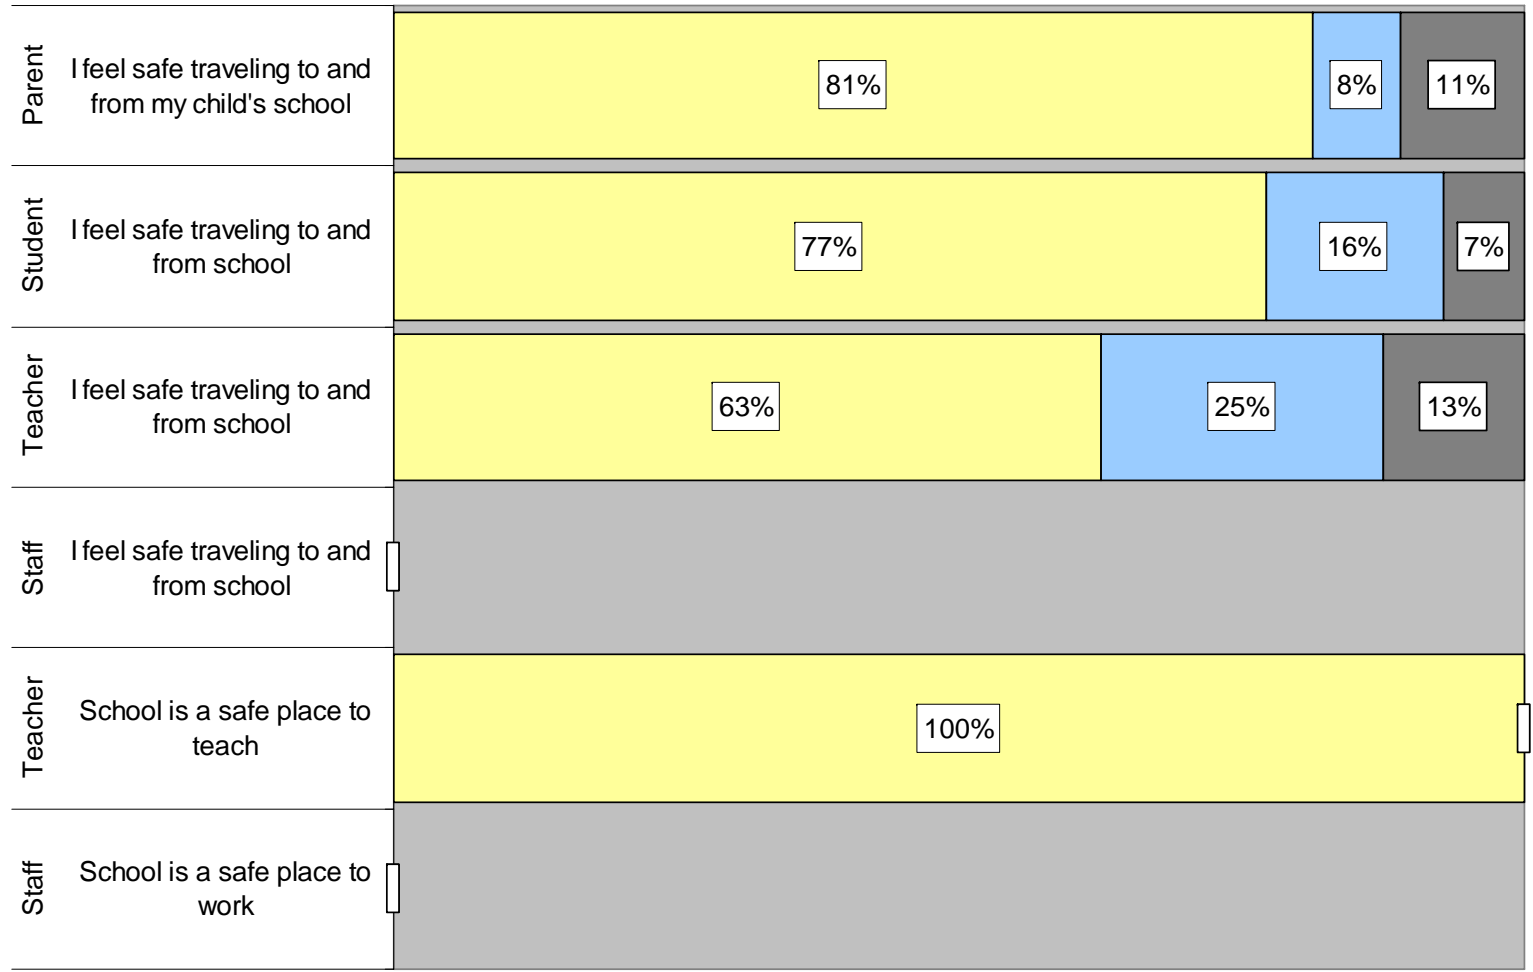 Parent
I feel safe traveling to and
from my child's school
81%
8%
11%
Student
I feel safe traveling to and
from school
77%
16%
7%
Teacher
I feel safe traveling to and
from school
63%
25%
13%
Staff
I feel safe traveling to and
from school
Teacher
School is a safe place to
teach
100%
Staff
School is a safe place to
work